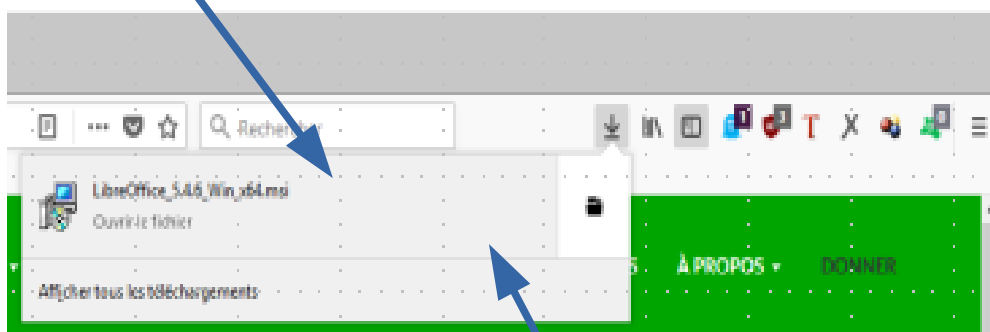 Rechercher
LibreOffice_5.4.6_Win_x64.msi
Ouvrir le fichier
À PROPOS
DONNER
Afficher tous les téléchargements